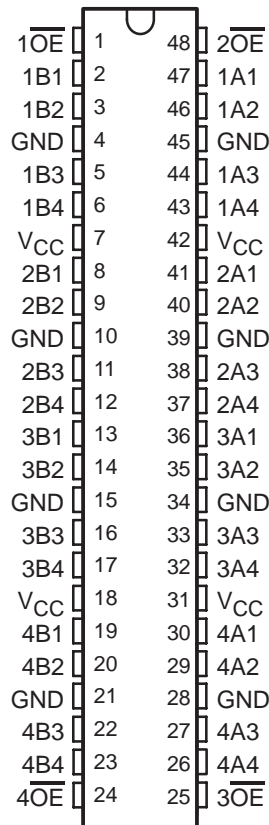 1O̅E̅ 1 48 2O̅E̅
1B1 2 47 1A1
1B2 3 46 1A2
GND 4 45 GND
1B3 5 44 1A3
1B4 6 43 1A4
VCC 7 42 VCC
2B1 8 41 2A1
2B2 9 40 2A2
GND 10 39 GND
2B3 11 38 2A3
2B4 12 37 2A4
3B1 13 36 3A1
3B2 14 35 3A2
GND 15 34 GND
3B3 16 33 3A3
3B4 17 32 3A4
VCC 18 31 VCC
4B1 19 30 4A1
4B2 20 29 4A2
GND 21 28 GND
4B3 22 27 4A3
4B4 23 26 4A4
4O̅E̅ 24 25 3O̅E̅